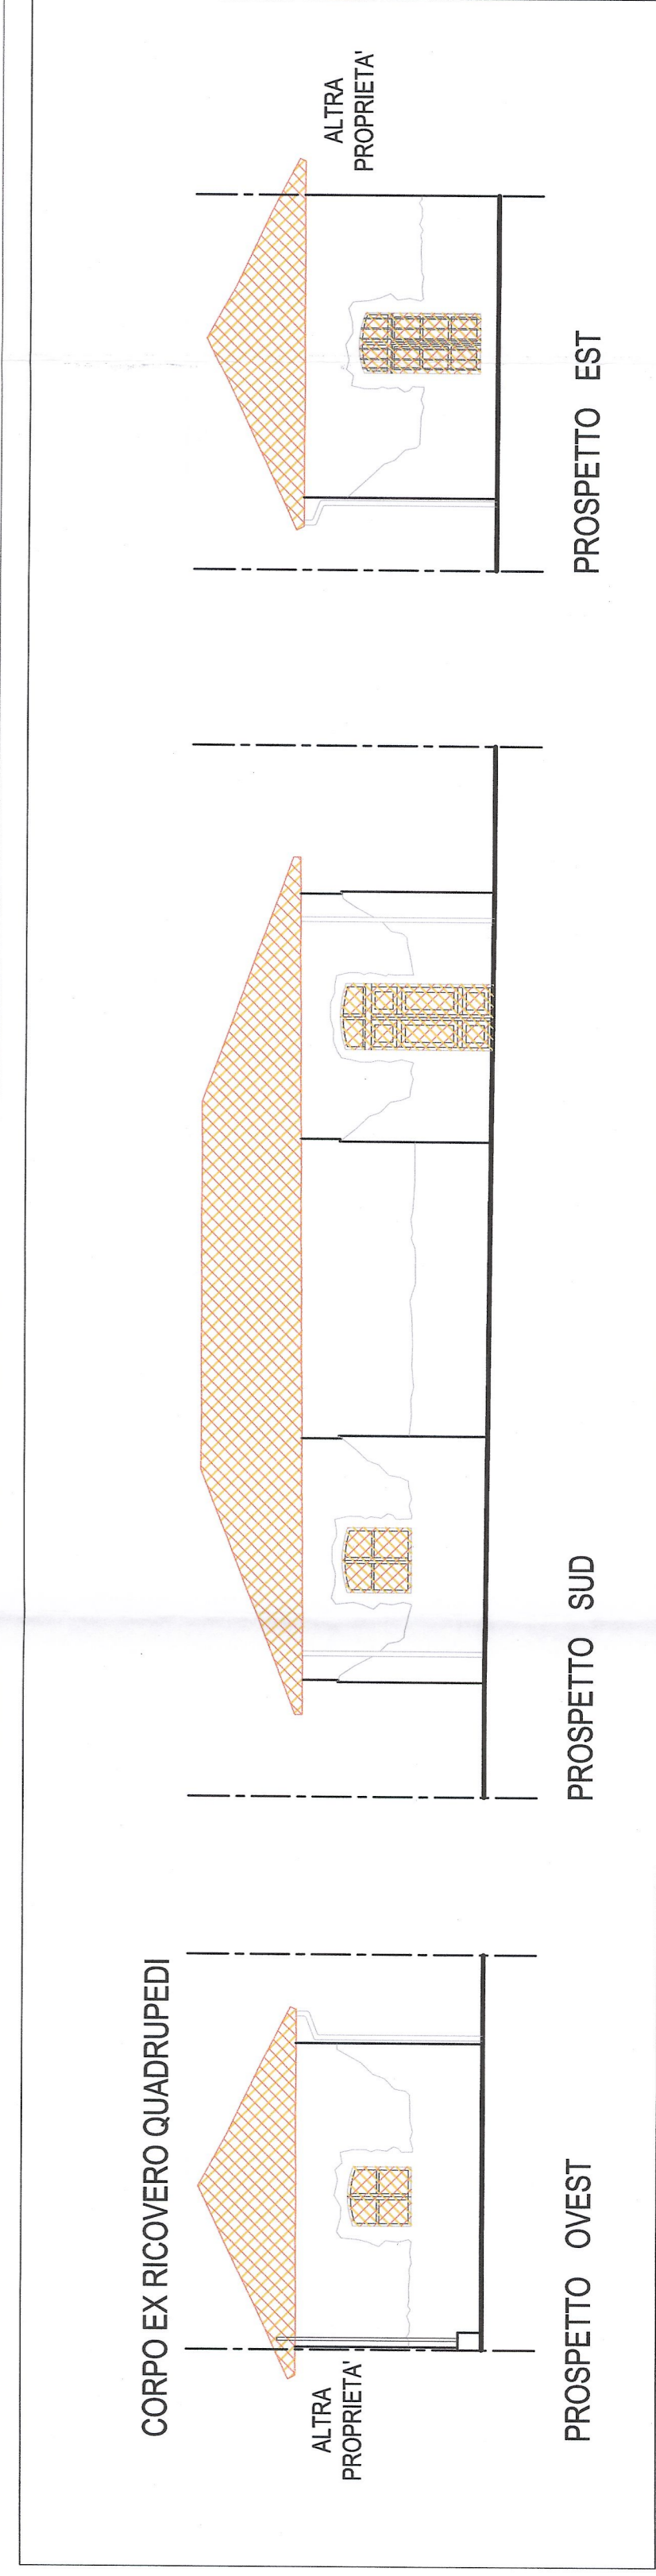 CORPO EX RICOVERO QUADRUPEDI
ALTRA
PROPRIETA'
PROSPETTO OVEST
PROSPETTO SUD
ALTRA
PROPRIETA'
PROSPETTO EST